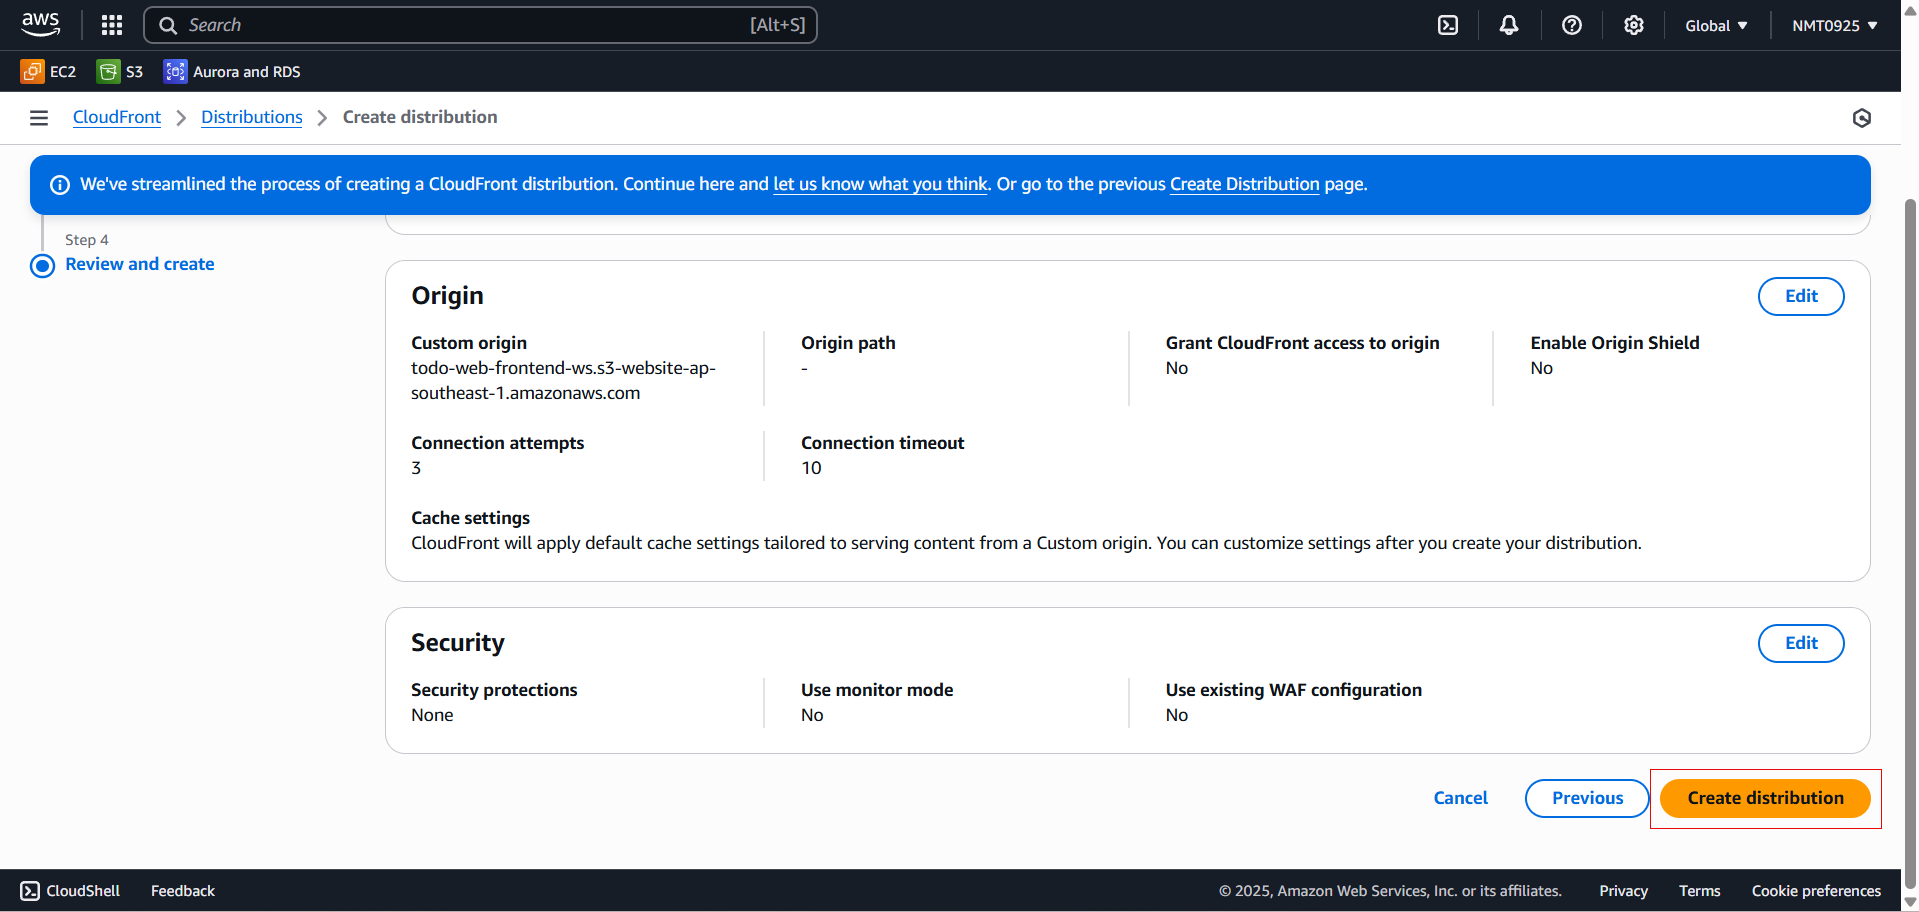 aws
Search [Alt+S]
Global ▼
NMT0925 ▼
EC2
S3
Aurora and RDS
CloudFront > Distributions > Create distribution
We've streamlined the process of creating a CloudFront distribution. Continue here and let us know what you think. Or go to the previous Create Distribution page.
Step 4
Review and create
Origin
Edit
Custom origin
todo-web-frontend-ws.s3-website-ap-
southeast-1.amazonaws.com
Origin path
-
Grant CloudFront access to origin
No
Enable Origin Shield
No
Connection attempts
3
Connection timeout
10
Cache settings
CloudFront will apply default cache settings tailored to serving content from a Custom origin. You can customize settings after you create your distribution.
Security
Edit
Security protections
None
Use monitor mode
No
Use existing WAF configuration
No
Cancel
Previous
Create distribution
CloudShell
Feedback
© 2025, Amazon Web Services, Inc. or its affiliates.
Privacy
Terms
Cookie preferences